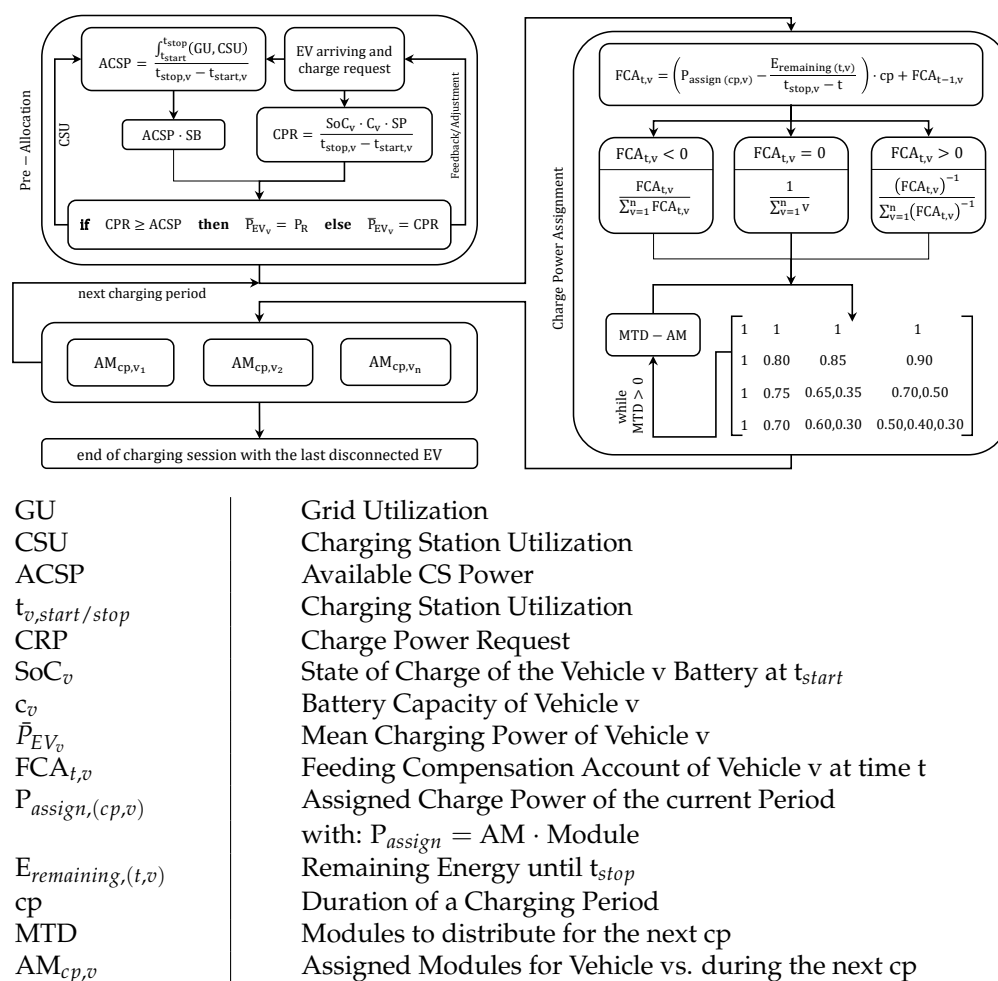 Pre – Allocation
CSU
ACSP = ∫_{t_start}^{t_stop}(GU, CSU) / (t_stop,v − t_start,v)
EV arriving and
charge request
ACSP · SB
CPR = (SoC_v · C_v · SP) / (t_stop,v − t_start,v)
Feedback/Adjustment
if CPR ≥ ACSP then P̄_EV_v = P_R else P̄_EV_v = CPR
next charging period
AM_cp,v_1
AM_cp,v_2
AM_cp,v_n
end of charging session with the last disconnected EV
Charge Power Assignment
FCA_t,v = (P_assign (cp,v) − E_remaining (t,v) / (t_stop,v − t)) · cp + FCA_t−1,v
FCA_t,v < 0
FCA_t,v / ∑_{v=1}^{n} FCA_t,v
FCA_t,v = 0
1 / ∑_{v=1}^{n} v
FCA_t,v > 0
(FCA_t,v)^−1 / ∑_{v=1}^{n}(FCA_t,v)^−1
MTD – AM
while
MTD > 0
1 1 1 1
1 0.80 0.85 0.90
1 0.75 0.65,0.35 0.70,0.50
1 0.70 0.60,0.30 0.50,0.40,0.30
GU Grid Utilization
CSU Charging Station Utilization
ACSP Available CS Power
t_v,start/stop Charging Station Utilization
CRP Charge Power Request
SoC_v State of Charge of the Vehicle v Battery at t_start
c_v Battery Capacity of Vehicle v
P̄_EV_v Mean Charging Power of Vehicle v
FCA_t,v Feeding Compensation Account of Vehicle v at time t
P_assign,(cp,v) Assigned Charge Power of the current Period
with: P_assign = AM · Module
E_remaining,(t,v) Remaining Energy until t_stop
cp Duration of a Charging Period
MTD Modules to distribute for the next cp
AM_cp,v Assigned Modules for Vehicle vs. during the next cp